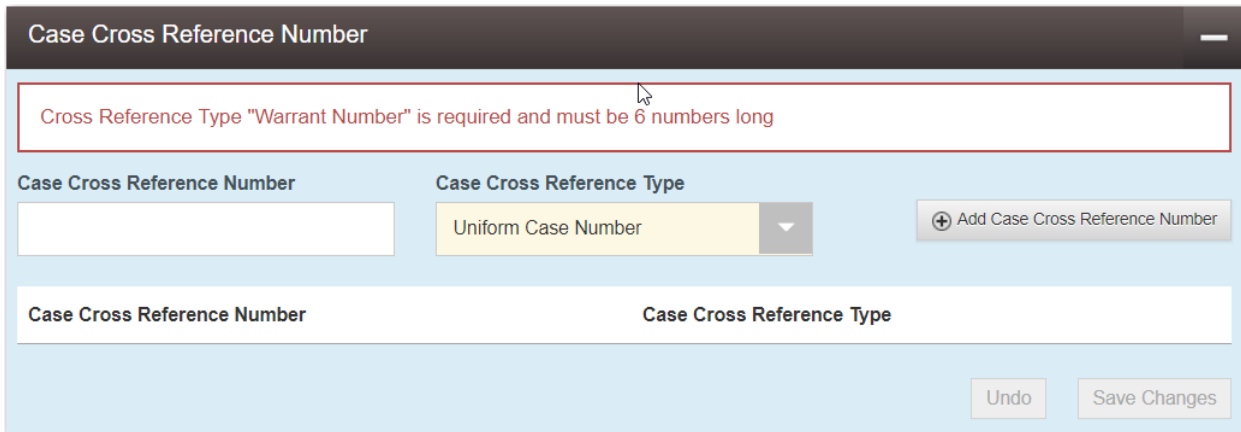 Case Cross Reference Number
Cross Reference Type "Warrant Number" is required and must be 6 numbers long
Case Cross Reference Number
Case Cross Reference Type
Uniform Case Number
Add Case Cross Reference Number
Case Cross Reference Number
Case Cross Reference Type
Undo
Save Changes